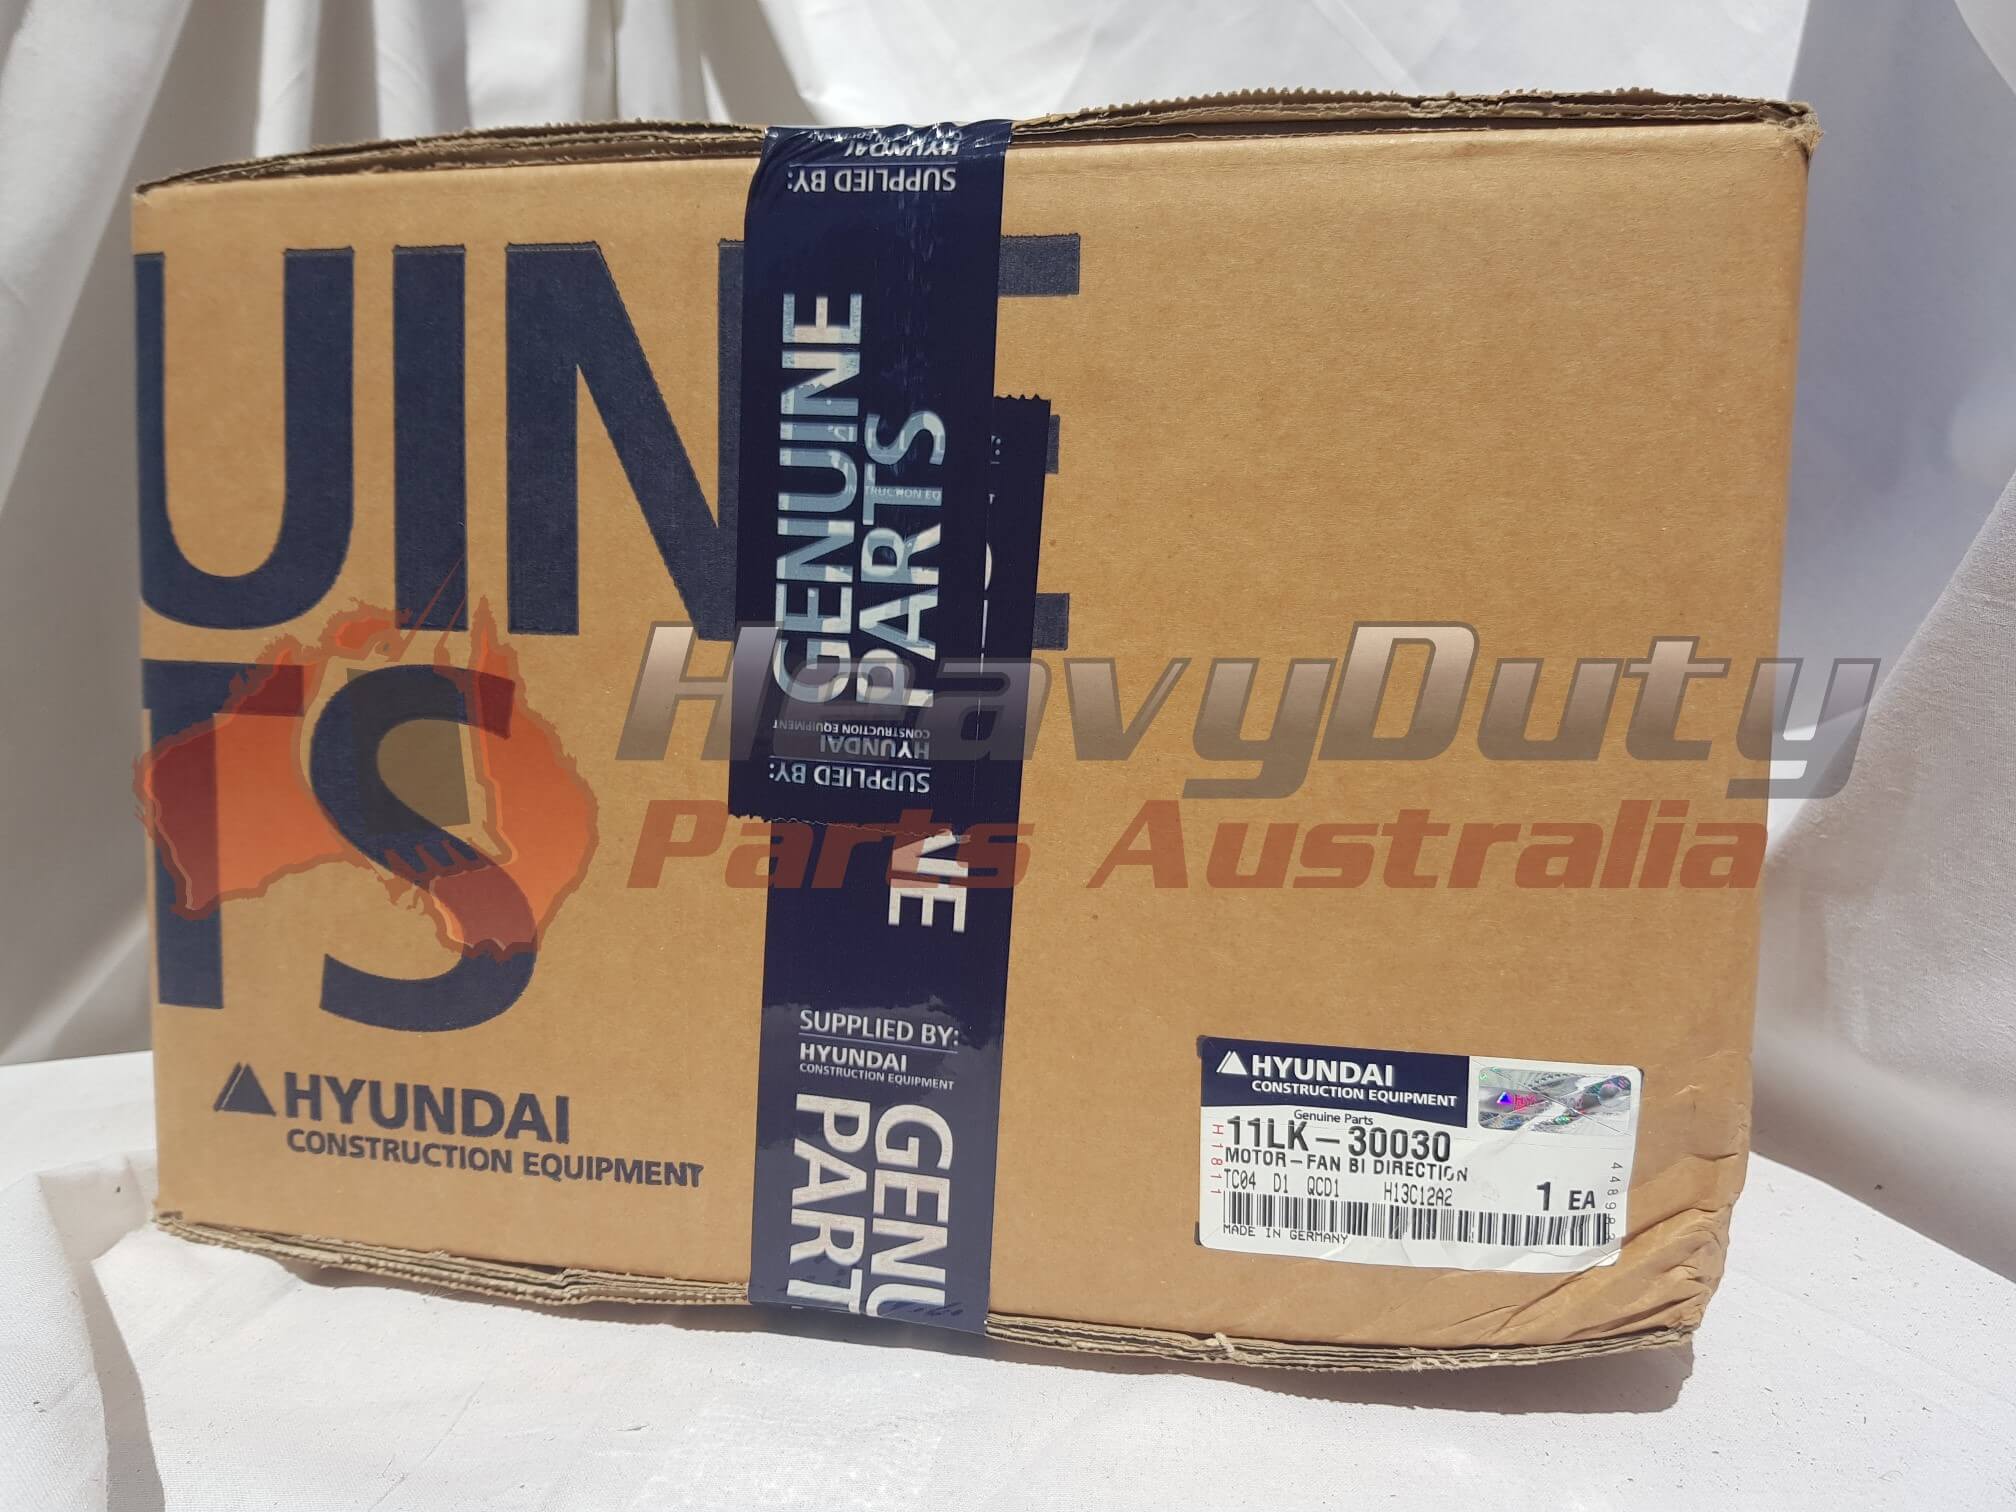 UINE
TS
HYUNDAI
CONSTRUCTION EQUIPMENT
HYUNDAI
SUPPLIED BY:
GENUINE
PARTS
CONSTRUCTION EQUIPMENT
HYUNDAI
SUPPLIED BY:
NE
SUPPLIED BY:
HYUNDAI
CONSTRUCTION EQUIPMENT
GENU
PART
HeavyDuty
Parts Australia
HYUNDAI
CONSTRUCTION EQUIPMENT
Genuine Parts
11LK-30030
MOTOR-FAN BI DIRECTION
TC04 D1 QCD1 H13C12A2
1 EA
MADE IN GERMANY
H1811